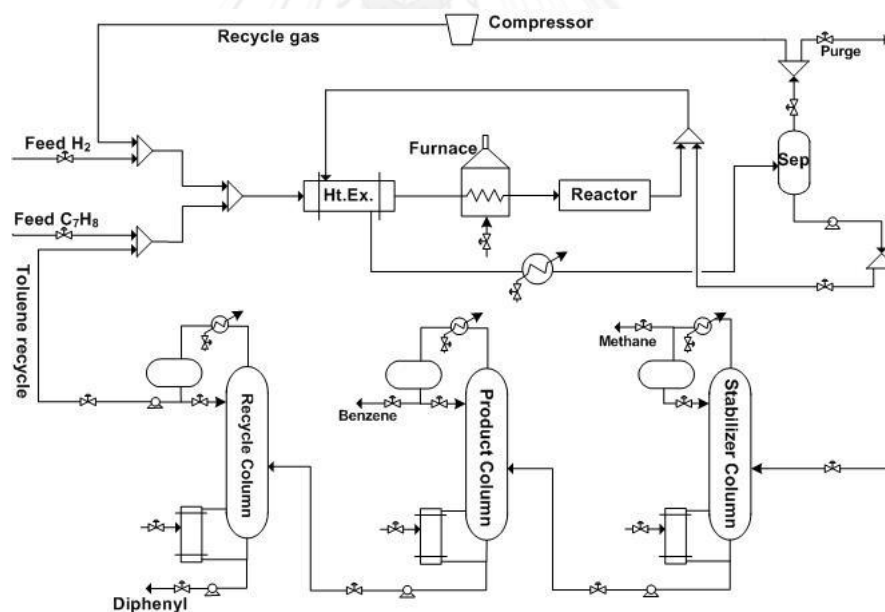 Compressor
Recycle gas
Purge
Feed H₂
Furnace
Sep
Ht.Ex.
Reactor
Feed C₇H₈
Toluene recycle
Methane
Recycle Column
Product Column
Stabilizer Column
Benzene
Diphenyl